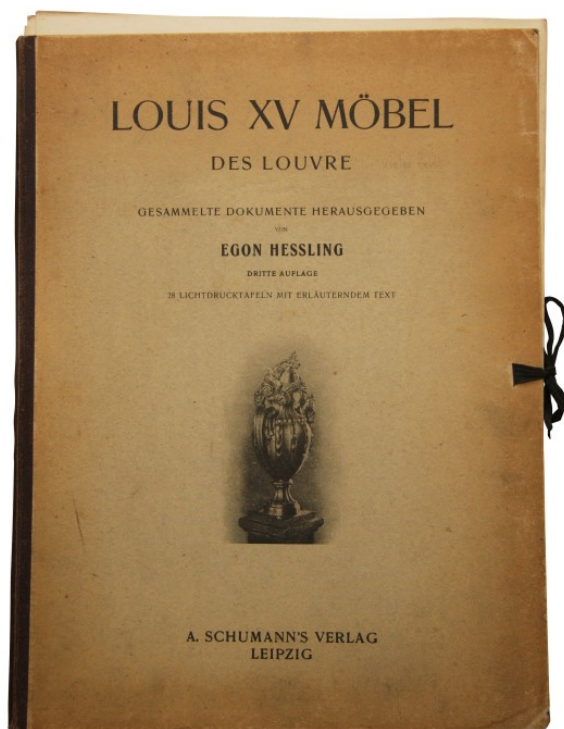 LOUIS XV MÖBEL
DES LOUVRE
GESAMMELTE DOKUMENTE HERAUSGEGEBEN
VON
EGON HESSLING
DRITTE AUFLAGE
28 LICHTDRUCKTAFELN MIT ERLÄUTERNDEM TEXT
A. SCHUMANN'S VERLAG
LEIPZIG